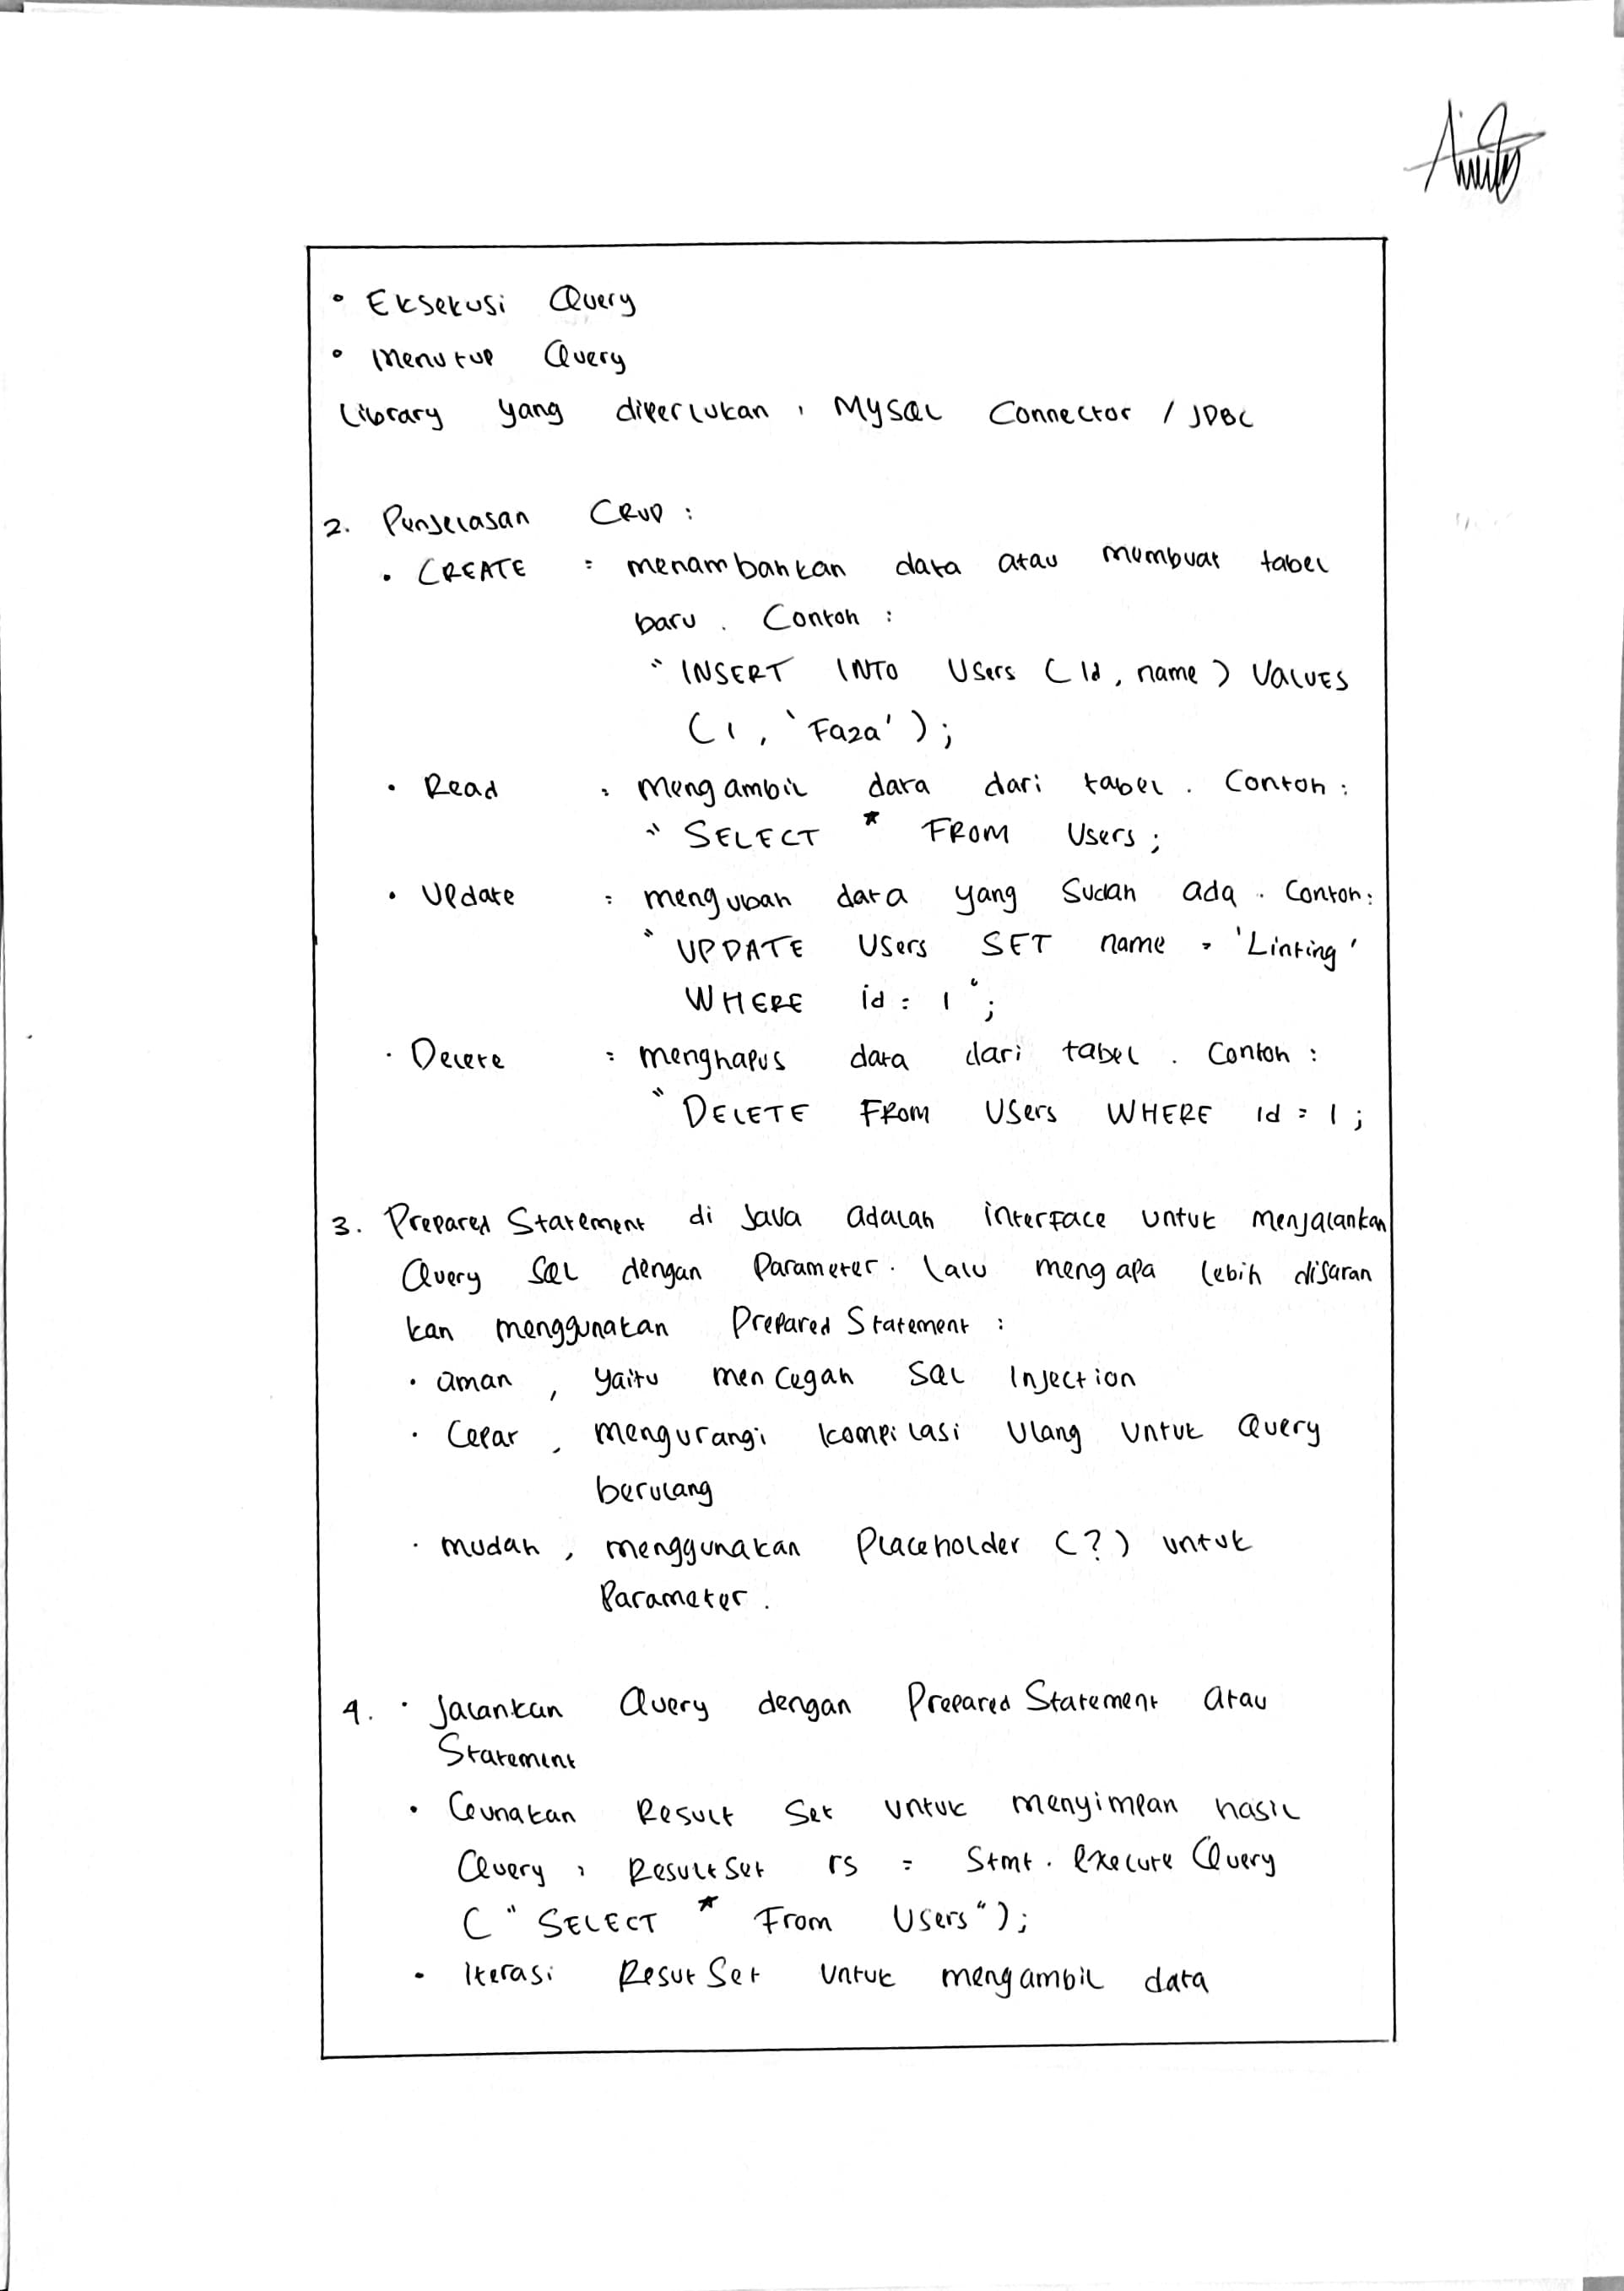 • Eksekusi Query
• Menutup Query
Library yang diperlukan , MySQL Connector / JDBC
2. Penjelasan CRUD :
• CREATE : menambahkan data atau membuat tabel
baru . Contoh :
" INSERT INTO Users ( Id , name ) VALUES
( 1 , 'Faza' ) ;
• Read : mengambil data dari tabel . Contoh :
" SELECT * FROM Users ;
• Update : mengubah data yang sudah ada . Contoh :
" UPDATE Users SET name = 'Linting'
WHERE id = 1 " ;
• Delete : menghapus data dari tabel . Contoh :
" DELETE FROM Users WHERE Id = 1 ;
3. Prepared Statement di Java adalah interface untuk menjalankan
Query SQL dengan Parameter . Lalu mengapa lebih disaran
kan menggunakan Prepared Statement :
• aman , yaitu mencegah SQL Injection
• Cepat , mengurangi kompilasi Ulang untuk Query
berulang
• mudah , menggunakan Placeholder (?) untuk
Parameter .
4. • Jalankan Query dengan Prepared Statement atau
Statement
• Gunakan Result Set untuk menyimpan hasil
Query , ResultSet rs = Stmt . Execute Query
( " SELECT * From Users " ) ;
• Iterasi Resut Set untuk mengambil data